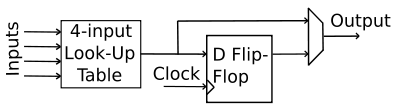 Inputs
4-input
Look-Up
Table
Clock
D Flip-
Flop
Output